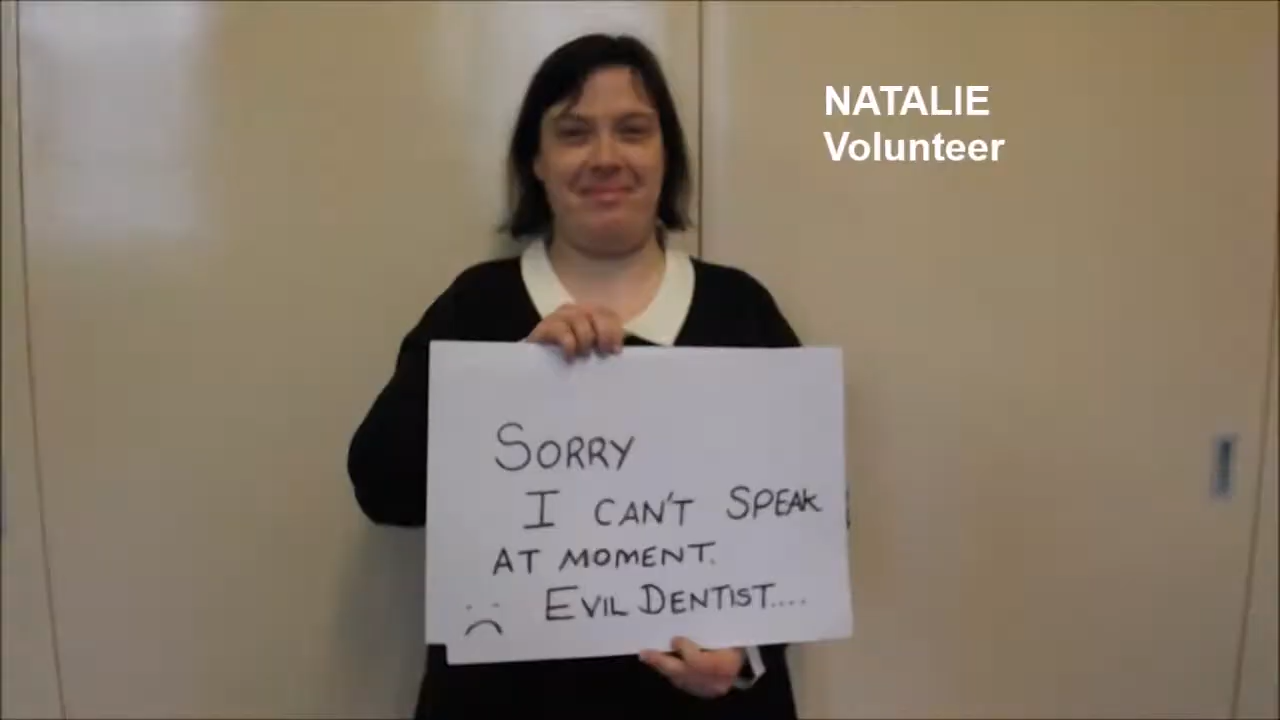 NATALIE
Volunteer
SORRY
I CAN'T SPEAK
AT MOMENT.
EVIL DENTIST....